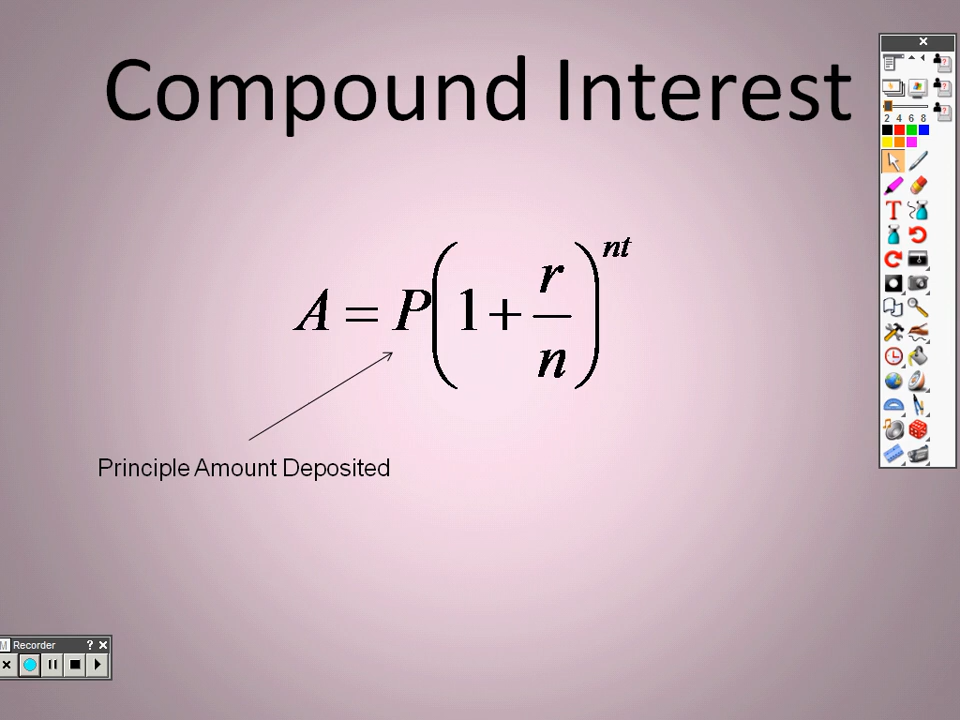 Compound Interest
A = P(1 + r/n)^nt
Principle Amount Deposited
2 4 6 8
T
M Recorder ? ×